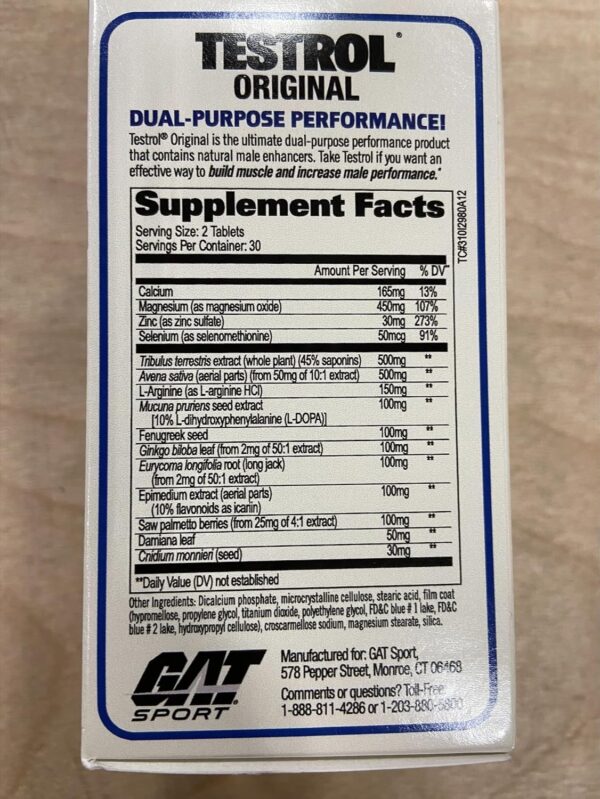 TESTROL®
ORIGINAL
DUAL-PURPOSE PERFORMANCE!
Testrol® Original is the ultimate dual-purpose performance product
that contains natural male enhancers. Take Testrol if you want an
effective way to build muscle and increase male performance.*
Supplement Facts
Serving Size: 2 Tablets
Servings Per Container: 30
Amount Per Serving % DV
Calcium 165mg 13%
Magnesium (as magnesium oxide) 450mg 107%
Zinc (as zinc sulfate) 30mg 273%
Selenium (as selenomethionine) 50mcg 91%
Tribulus terrestris extract (whole plant) (45% saponins) 500mg **
Avena sativa (aerial parts) (from 50mg of 10:1 extract) 500mg **
L-Arginine (as L-arginine HCl) 150mg **
Mucuna pruriens seed extract 100mg **
[10% L-dihydroxyphenylalanine (L-DOPA)]
Fenugreek seed 100mg **
Ginkgo biloba leaf (from 2mg of 50:1 extract) 100mg **
Eurycoma longifolia root (long jack) 100mg **
(from 2mg of 50:1 extract)
Epimedium extract (aerial parts) 100mg **
(10% flavonoids as icariin)
Saw palmetto berries (from 25mg of 4:1 extract) 100mg **
Damiana leaf 50mg **
Cnidium monnieri (seed) 30mg **
**Daily Value (DV) not established
TC#310I2980A12
Other Ingredients: Dicalcium phosphate, microcrystalline cellulose, stearic acid, film coat
(hypromellose, propylene glycol, titanium dioxide, polyethylene glycol, FD&C blue # 1 lake, FD&C
blue # 2 lake, hydroxypropyl cellulose), croscarmellose sodium, magnesium stearate, silica.
GAT
SPORT®
Manufactured for: GAT Sport,
578 Pepper Street, Monroe, CT 06468
Comments or questions? Toll-Free
1-888-811-4286 or 1-203-880-5800